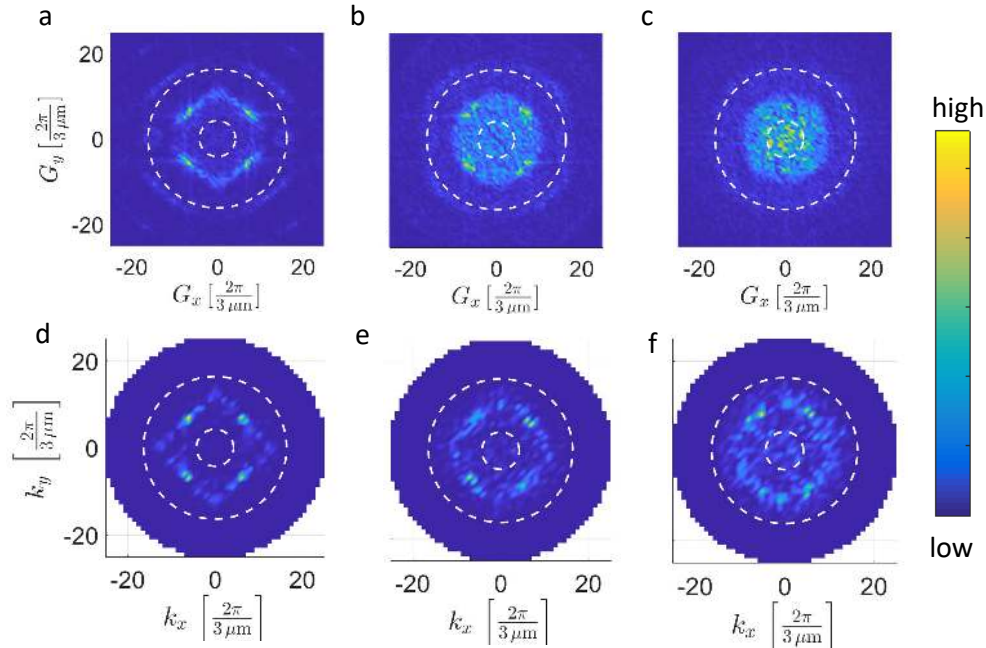 a b c
20
0
-20
G_y [2π/3 μm]
-20 0 20 -20 0 20 -20 0 20
G_x [2π/3 μm] G_x [2π/3 μm] G_x [2π/3 μm]
high
low
d e f
20
0
-20
k_y [2π/3 μm]
0 20 0 20 0 20
-20 -20 -20
k_x [2π/3 μm] k_x [2π/3 μm] k_x [2π/3 μm]